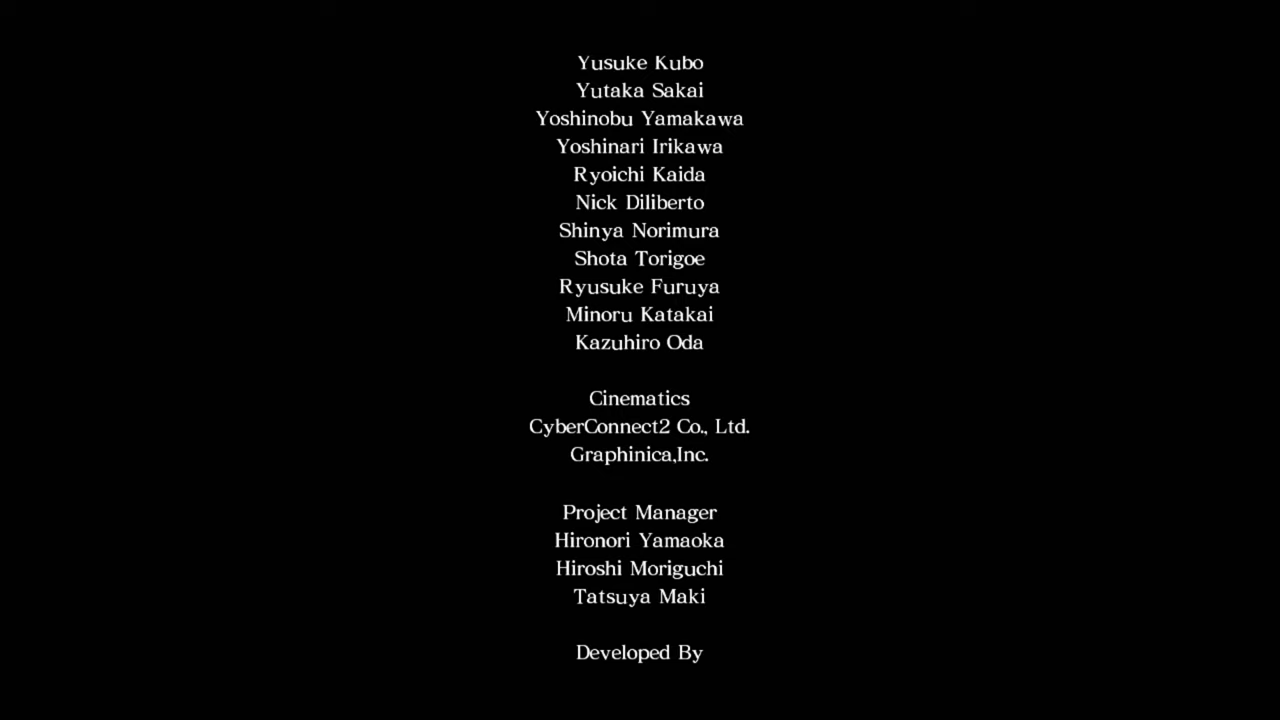 Yusuke Kubo
Yutaka Sakai
Yoshinobu Yamakawa
Yoshinari Irikawa
Ryoichi Kaida
Nick Diliberto
Shinya Norimura
Shota Torigoe
Ryusuke Furuya
Minoru Katakai
Kazuhiro Oda
Cinematics
CyberConnect2 Co., Ltd.
Graphinica,Inc.
Project Manager
Hironori Yamaoka
Hiroshi Moriguchi
Tatsuya Maki
Developed By